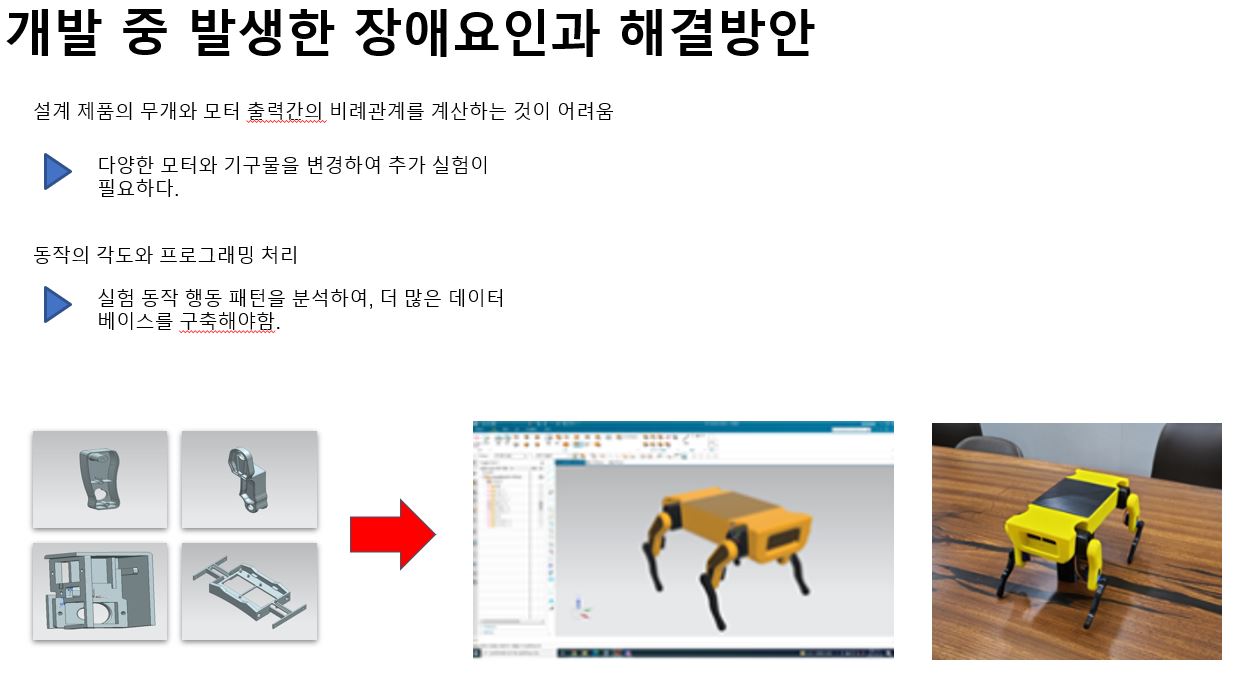 개발 중 발생한 장애요인과 해결방안
설계 제품의 무개와 모터 출력간의 비례관계를 계산하는 것이 어려움
다양한 모터와 기구물을 변경하여 추가 실험이
필요하다.
동작의 각도와 프로그래밍 처리
실험 동작 행동 패턴을 분석하여, 더 많은 데이터
베이스를 구축해야함.